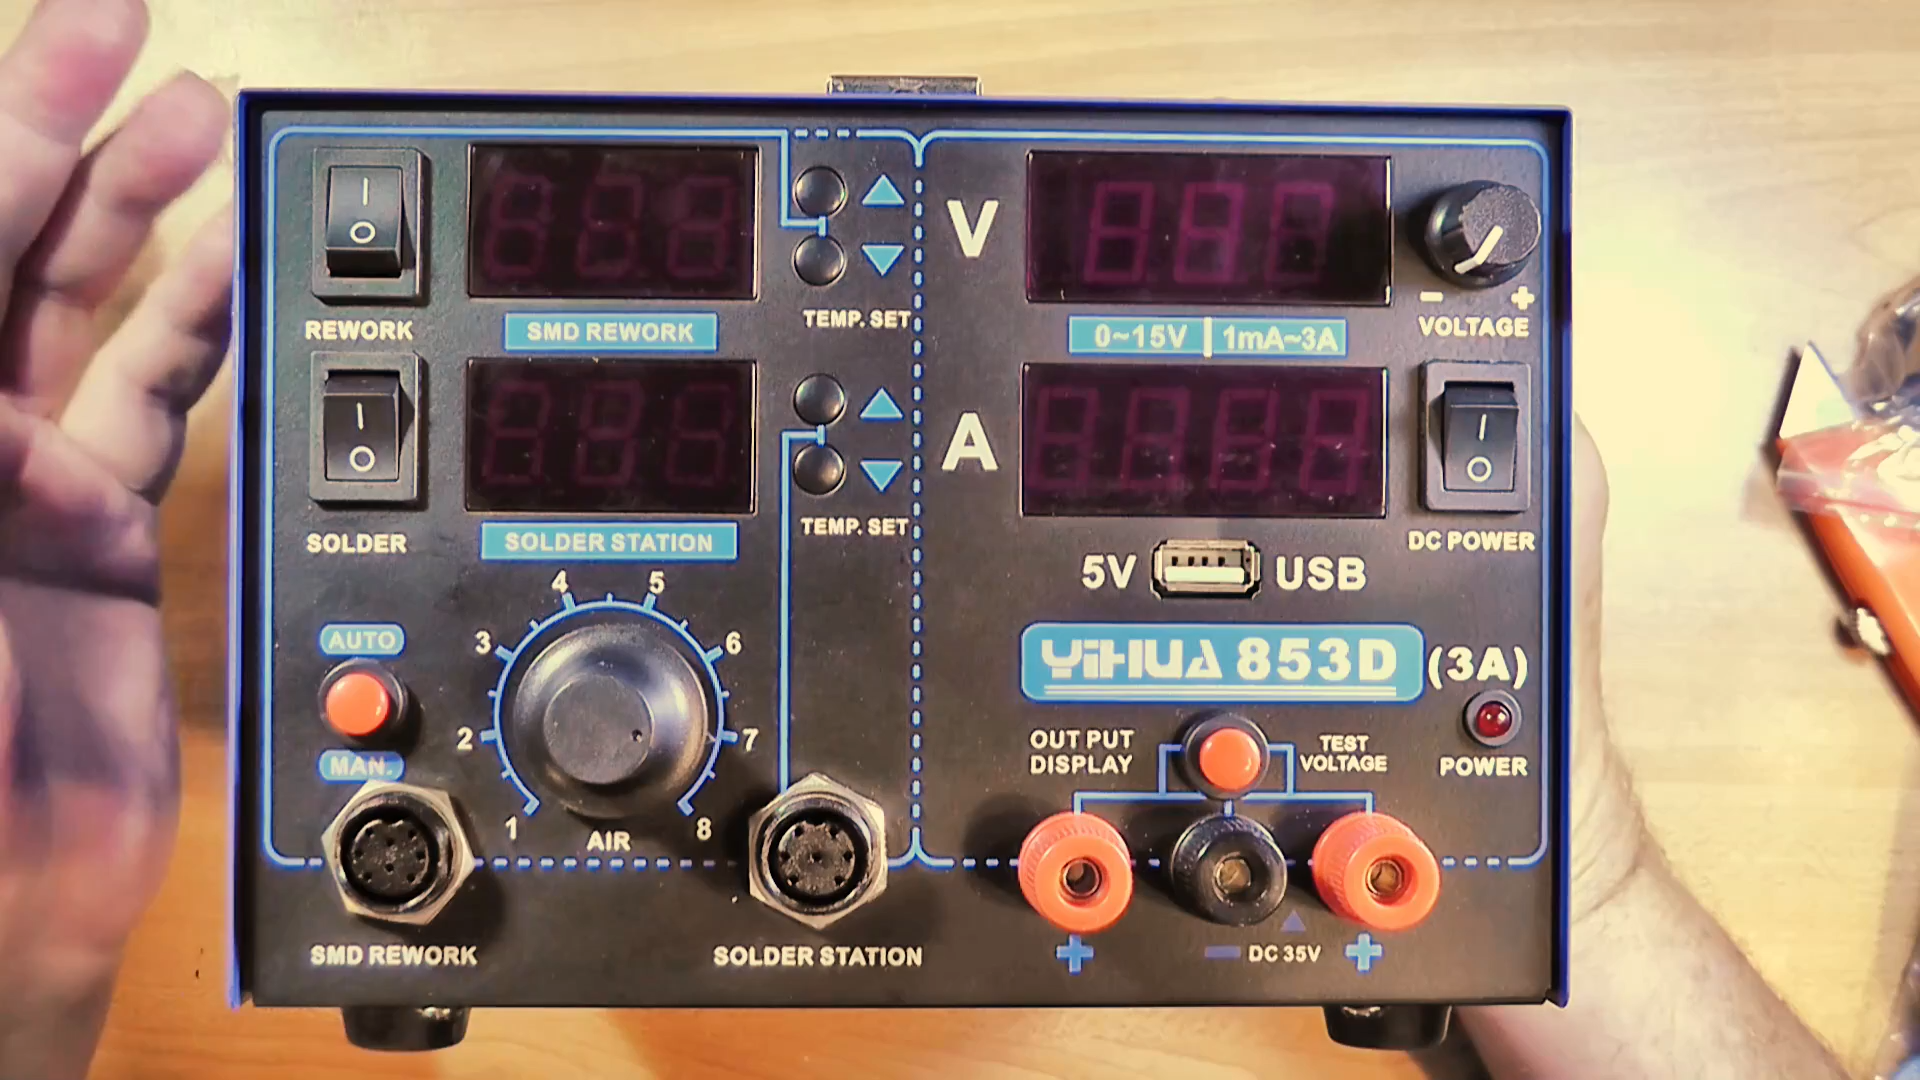 REWORK
SMD REWORK
TEMP. SET
SOLDER
SOLDER STATION
TEMP. SET
AUTO
MAN.
1 2 3 4 5 6 7 8
AIR
SMD REWORK
SOLDER STATION
V
0~15V | 1mA~3A
- +
VOLTAGE
A
DC POWER
5V USB
YIHUA 853D (3A)
OUT PUT
DISPLAY
TEST
VOLTAGE
POWER
+ - DC 35V +